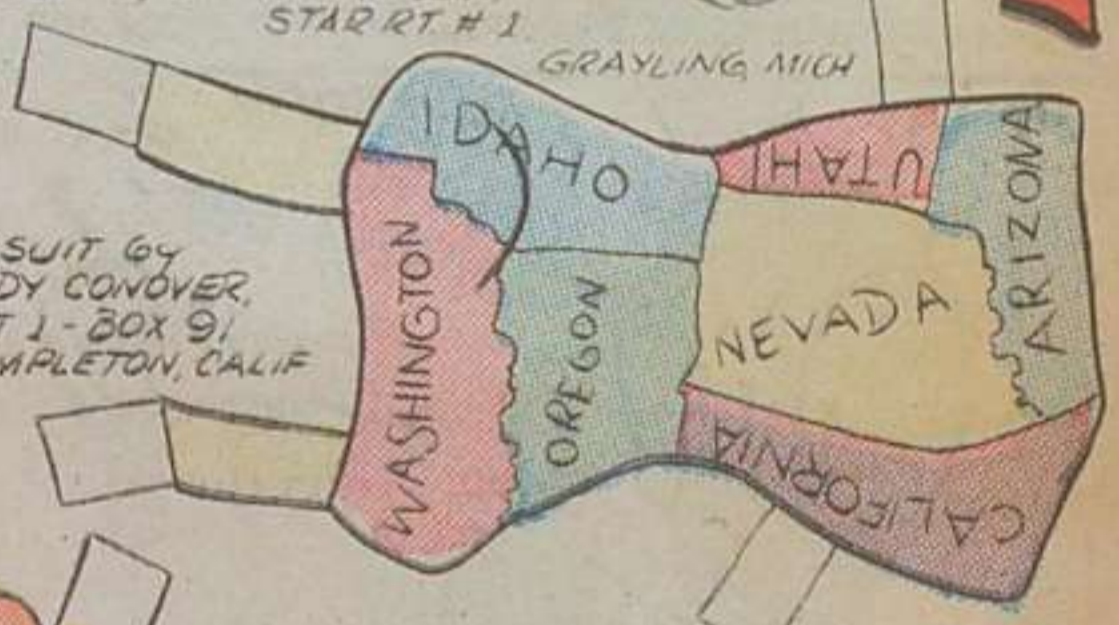 STAR RT. # 1
GRAYLING, MICH
IDAHO
UTAH
ARIZONA
WASHINGTON
OREGON
NEVADA
CALIFORNIA
SUIT BY
DY CONOVER,
T 1 - BOX 91
MPLETON, CALIF